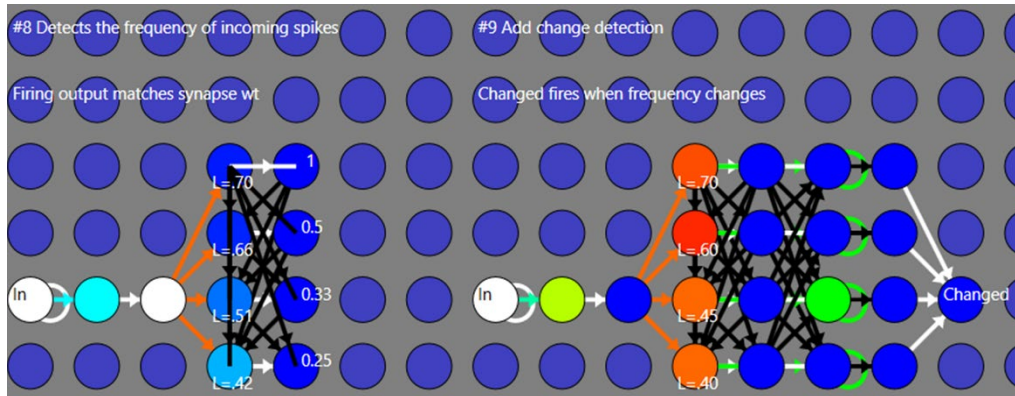 #8 Detects the frequency of incoming spikes
#9 Add change detection
Firing output matches synapse wt
Changed fires when frequency changes
1
L=.70
L=.70
0.5
L=.66
L=.60
In
0.33
In
Changed
L=.51
L=.45
0.25
L=.42
L=.40